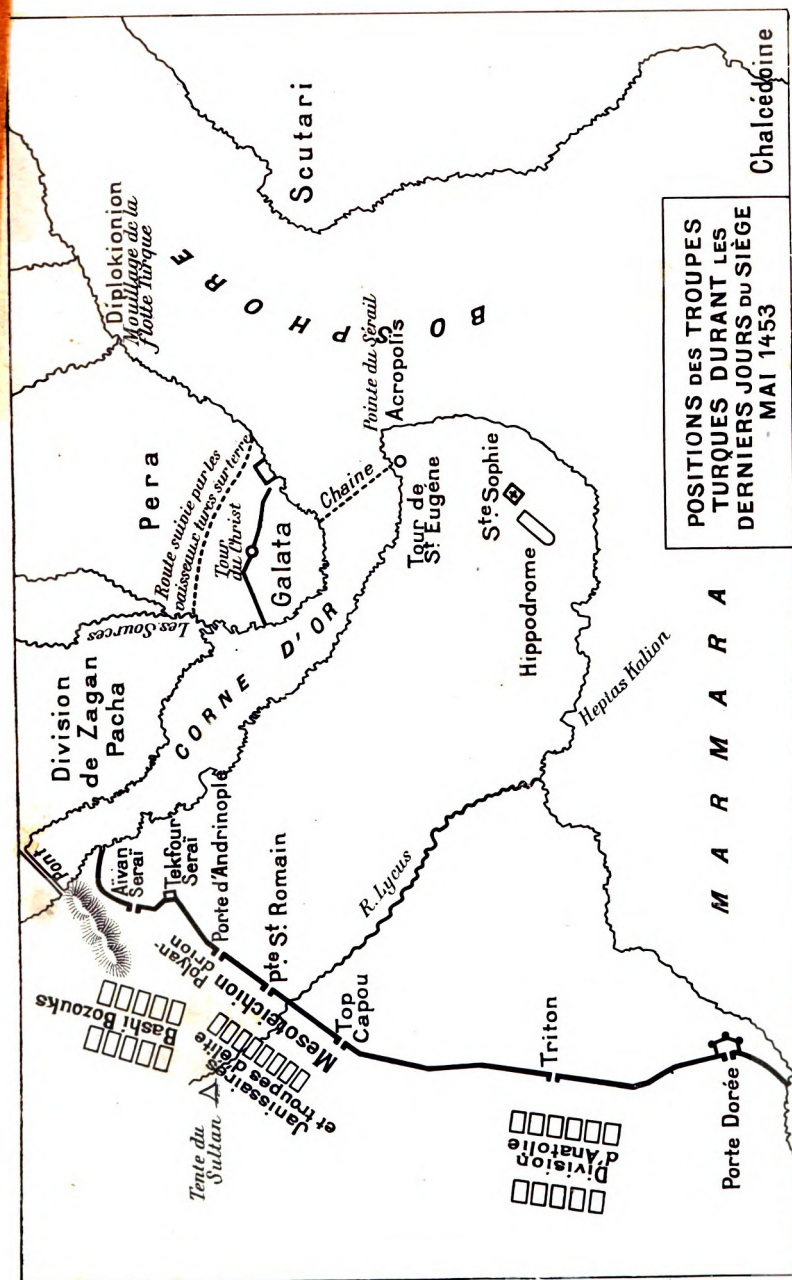 POSITIONS DES TROUPES
TURQUES DURANT LES
DERNIERS JOURS DU SIÈGE
MAI 1453
Diplokionjon
Mouillage de la
flotte Turque
Scutari
Chalcédoine
BOSPHORE
Pera
Route suivie par les
vaisseaux turcs sur terre
Tour
du Christ
Galata
Les Sources
Chaine
Pointe du Sérail
Acropolis
Tour de
St Eugène
Ste Sophie
Hippodrome
CORNE D'OR
Division
de Zagan
Pacha
Pont
Aïvan
Seraï
Tekfour
Seraï
Porte d'Andrinople
Polyan-
drion
Pte St Romain
Mesoteichion
Bashi Bozouks
Janissaires
et troupes d'élite
Tente du
Sultan
Top
Capou
R. Lycus
Heptas Kalion
Triton
Division
d'Anatolie
Porte Dorée
MARMARA